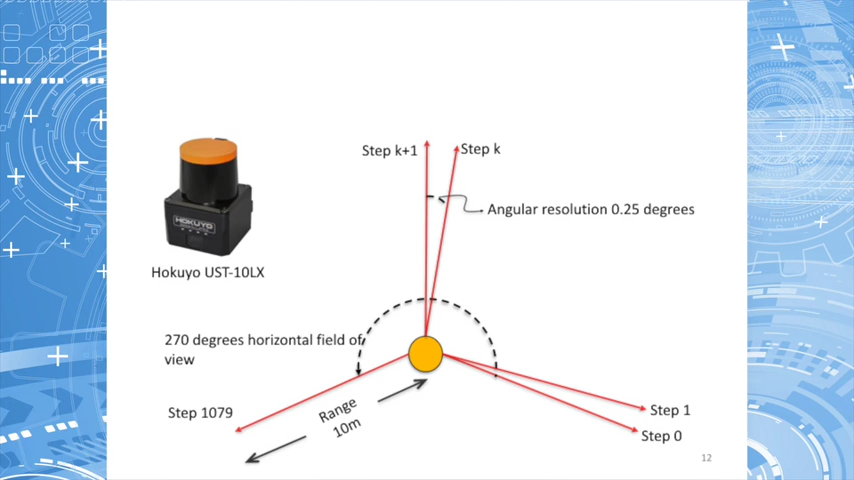 Step k+1
Step k
Angular resolution 0.25 degrees
HOKUYO
Hokuyo UST-10LX
270 degrees horizontal field of
view
Step 1079
Range
10m
Step 1
Step 0
12